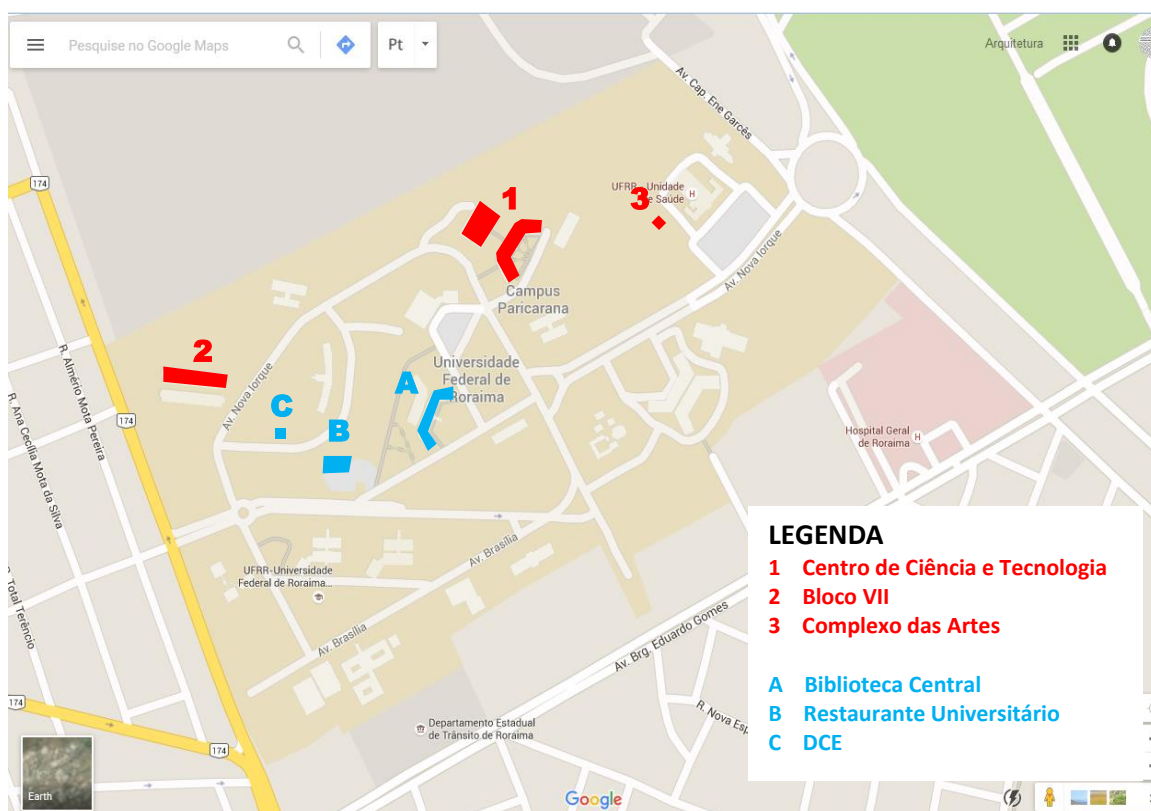 Pesquise no Google Maps
Pt
Arquitetura
Av. Cap. Ene Garcês
174
UFRR - Unidade
de Saúde
H
1
3
Av. Nova Iorque
Campus
Paricarana
R. Almério Mota Pereira
2
Av. Nova Iorque
Universidade
Federal de
Roraima
A
C
B
174
R. Ana Cecília Mota da Silva
Hospital Geral
de Roraima
H
Av. Brasília
UFRR-Universidade
Federal de Roraima...
R. Total Terêncio
Av. Brasília
Av. Brg. Eduardo Gomes
R. Nova Esp
174
Departamento Estadual
de Trânsito de Roraima
174
Earth
Google
LEGENDA
1 Centro de Ciência e Tecnologia
2 Bloco VII
3 Complexo das Artes
A Biblioteca Central
B Restaurante Universitário
C DCE